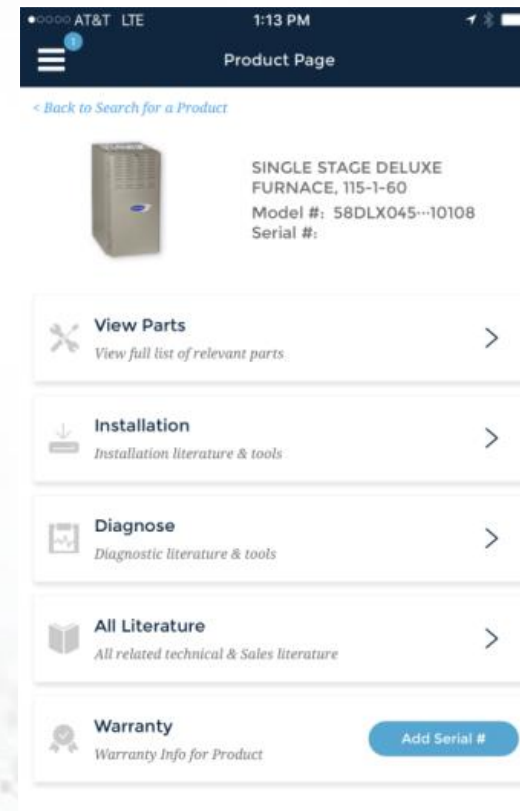 AT&T LTE 1:13 PM
1
Product Page
< Back to Search for a Product
SINGLE STAGE DELUXE
FURNACE, 115-1-60
Model #: 58DLX045---10108
Serial #:
View Parts
View full list of relevant parts
Installation
Installation literature & tools
Diagnose
Diagnostic literature & tools
All Literature
All related technical & Sales literature
Warranty
Warranty Info for Product
Add Serial #